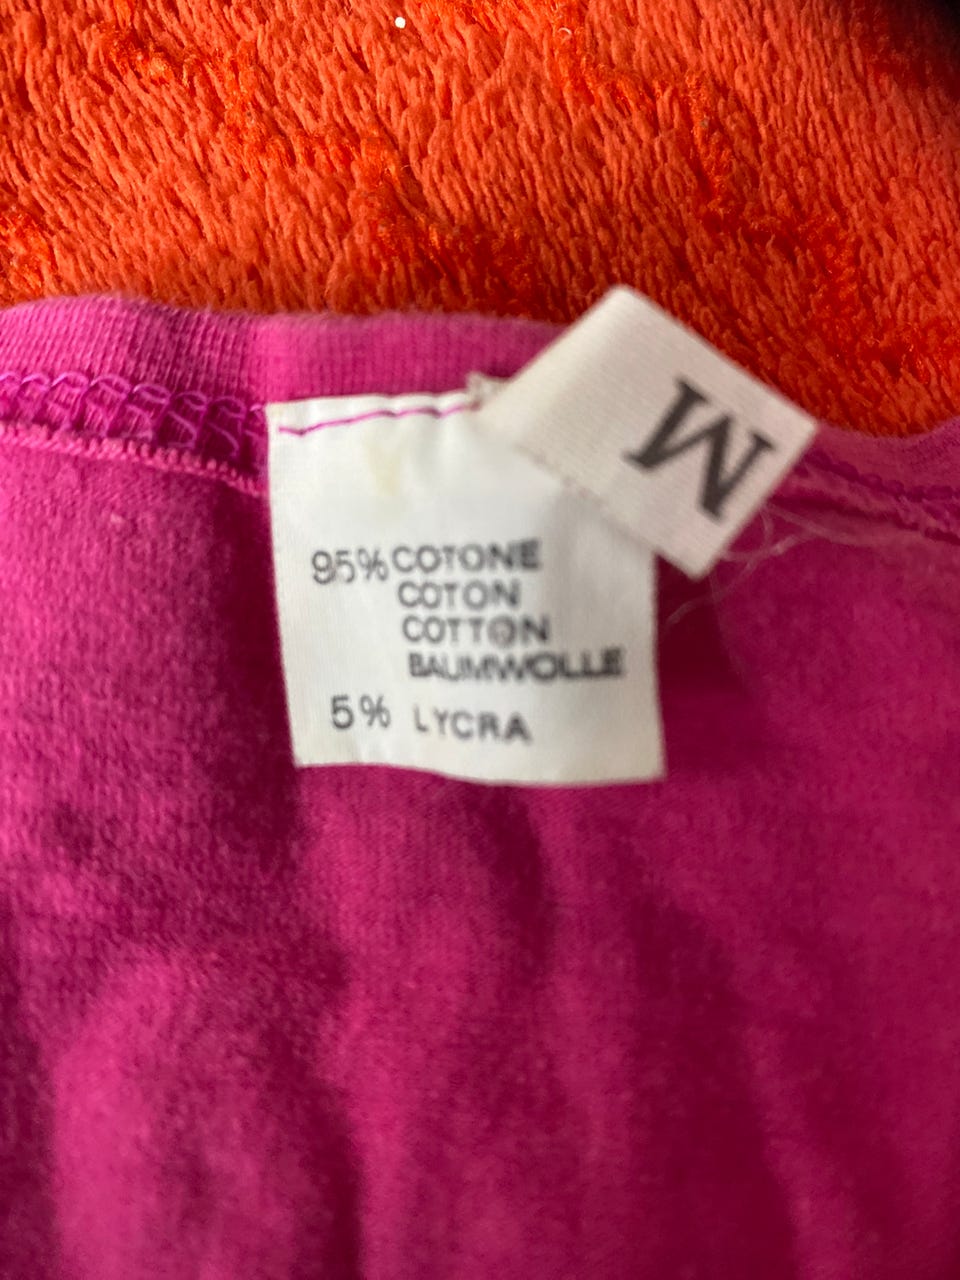 M
95% COTONE
COTON
COTTON
BAUMWOLLE
5% LYCRA